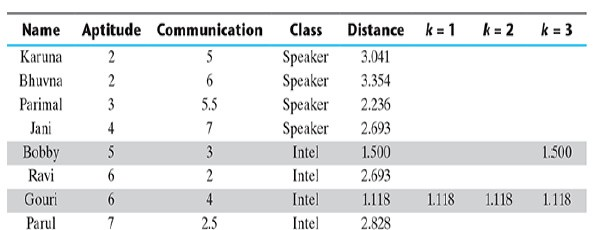 Name Aptitude Communication Class Distance k = 1 k = 2 k = 3
Karuna 2 5 Speaker 3.041
Bhuvna 2 6 Speaker 3.354
Parimal 3 5.5 Speaker 2.236
Jani 4 7 Speaker 2.693
Bobby 5 3 Intel 1.500 1.500
Ravi 6 2 Intel 2.693
Gouri 6 4 Intel 1.118 1.118 1.118 1.118
Parul 7 2.5 Intel 2.828